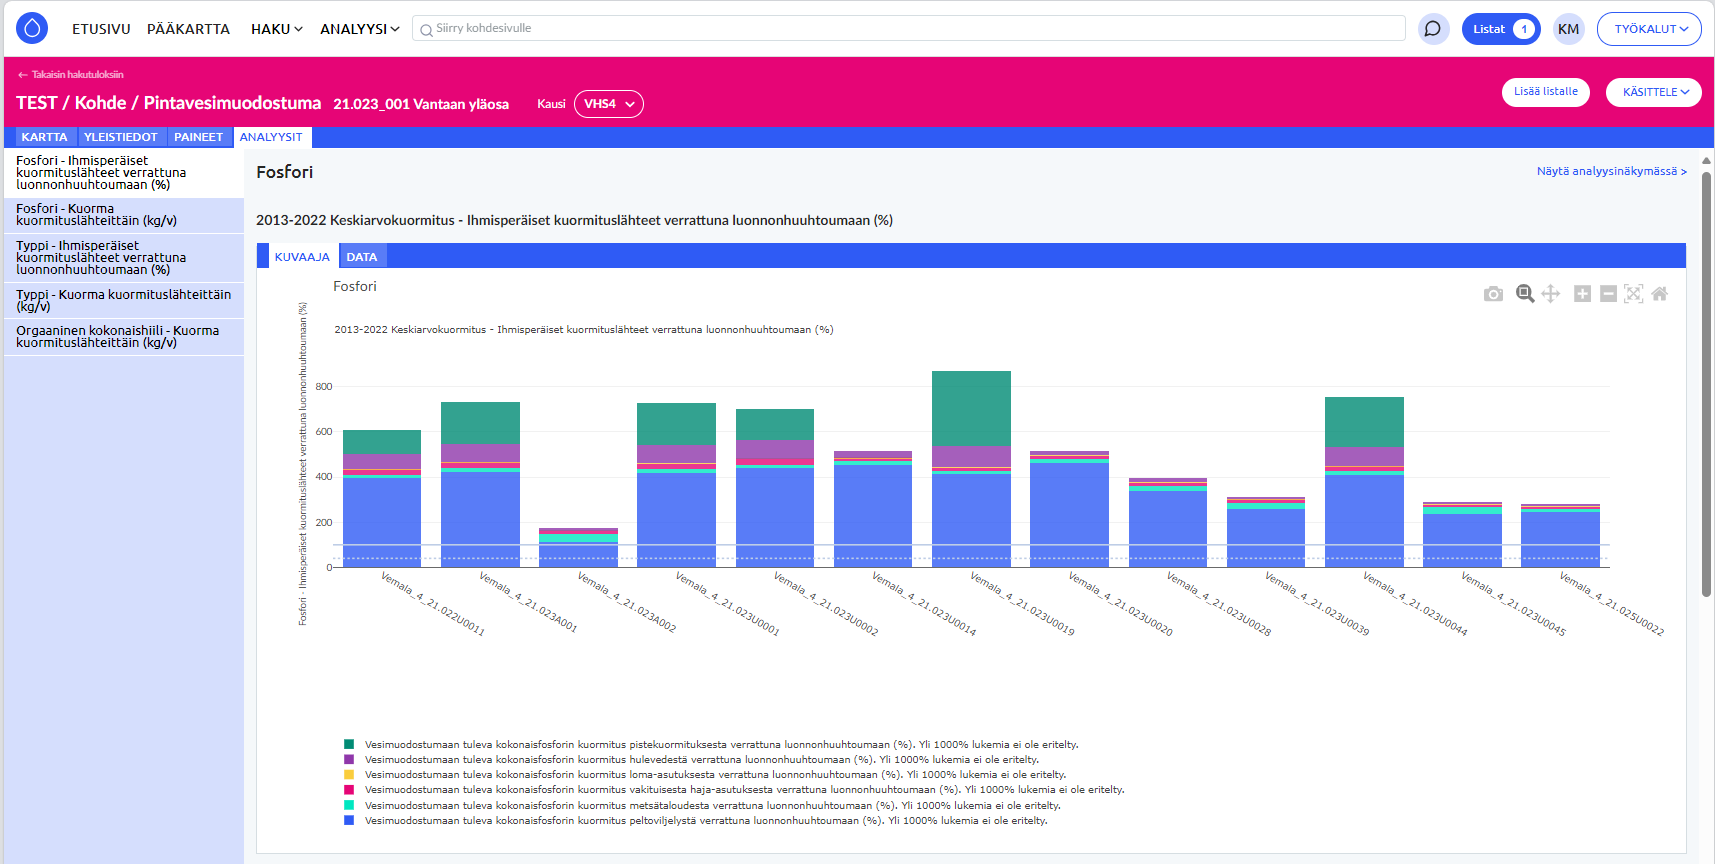 ETUSIVU PÄÄKARTTA HAKU ANALYYSI Siirry kohdesivulle Listat 1 KM TYÖKALUT
← Takaisin hakutuloksiin
TEST / Kohde / Pintavesimuodostuma 21.023_001 Vantaan yläosa Kausi VHS4 Lisää listalle KÄSITTELE
KARTTA YLEISTIEDOT PAINEET ANALYYSIT
Fosfori - Ihmisperäiset
kuormituslähteet verrattuna
luonnonhuuhtoumaan (%)
Fosfori - Kuorma
kuormituslähteittäin (kg/v)
Typpi - Ihmisperäiset
kuormituslähteet verrattuna
luonnonhuuhtoumaan (%)
Typpi - Kuorma kuormituslähteittäin
(kg/v)
Orgaaninen kokonaishiili - Kuorma
kuormituslähteittäin (kg/v)
Fosfori
Näytä analyysinäkymässä >
2013-2022 Keskiarvokuormitus - Ihmisperäiset kuormituslähteet verrattuna luonnonhuuhtoumaan (%)
KUVAAJA DATA
Fosfori
2013-2022 Keskiarvokuormitus - Ihmisperäiset kuormituslähteet verrattuna luonnonhuuhtoumaan (%)
Fosfori - Ihmisperäiset kuormituslähteet verrattuna luonnonhuuhtoumaan (%)
800
600
400
200
0
Vemala_4_21.022U0011
Vemala_4_21.023A001
Vemala_4_21.023A002
Vemala_4_21.023U0001
Vemala_4_21.023U0002
Vemala_4_21.023U0014
Vemala_4_21.023U0019
Vemala_4_21.023U0020
Vemala_4_21.023U0028
Vemala_4_21.023U0039
Vemala_4_21.023U0044
Vemala_4_21.023U0045
Vemala_4_21.025U0022
Vesimuodostumaan tuleva kokonaisfosforin kuormitus pistekuormituksesta verrattuna luonnonhuuhtoumaan (%). Yli 1000% lukemia ei ole eritelty.
Vesimuodostumaan tuleva kokonaisfosforin kuormitus hulevedestä verrattuna luonnonhuuhtoumaan (%). Yli 1000% lukemia ei ole eritelty.
Vesimuodostumaan tuleva kokonaisfosforin kuormitus loma-asutuksesta verrattuna luonnonhuuhtoumaan (%). Yli 1000% lukemia ei ole eritelty.
Vesimuodostumaan tuleva kokonaisfosforin kuormitus vakituisesta haja-asutuksesta verrattuna luonnonhuuhtoumaan (%). Yli 1000% lukemia ei ole eritelty.
Vesimuodostumaan tuleva kokonaisfosforin kuormitus metsätaloudesta verrattuna luonnonhuuhtoumaan (%). Yli 1000% lukemia ei ole eritelty.
Vesimuodostumaan tuleva kokonaisfosforin kuormitus peltoviljelystä verrattuna luonnonhuuhtoumaan (%). Yli 1000% lukemia ei ole eritelty.